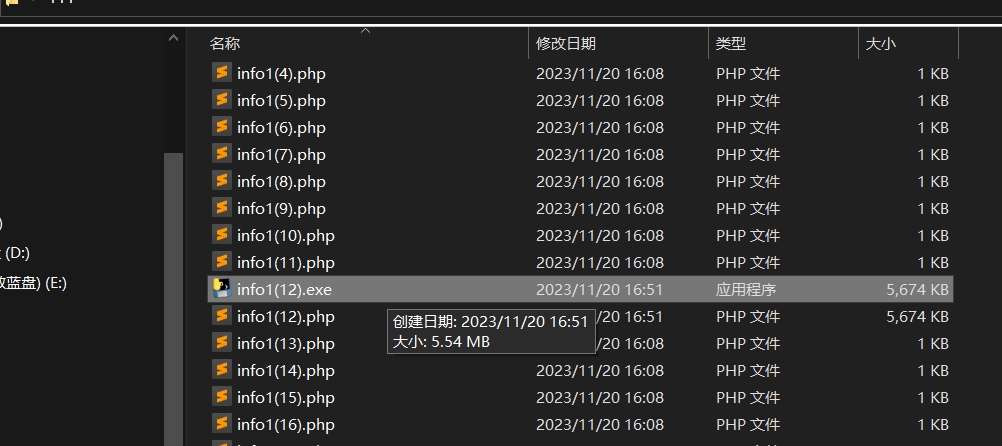 名称 修改日期 类型 大小
info1(4).php 2023/11/20 16:08 PHP 文件 1 KB
info1(5).php 2023/11/20 16:08 PHP 文件 1 KB
info1(6).php 2023/11/20 16:08 PHP 文件 1 KB
info1(7).php 2023/11/20 16:08 PHP 文件 1 KB
info1(8).php 2023/11/20 16:08 PHP 文件 1 KB
info1(9).php 2023/11/20 16:08 PHP 文件 1 KB
info1(10).php 2023/11/20 16:08 PHP 文件 1 KB
(D:) info1(11).php 2023/11/20 16:08 PHP 文件 1 KB
蓝盘) (E:) info1(12).exe 2023/11/20 16:51 应用程序 5,674 KB
info1(12).php 2023/11/20 16:51 PHP 文件 5,674 KB
创建日期: 2023/11/20 16:51
大小: 5.54 MB
info1(13).php 16:08 PHP 文件 1 KB
info1(14).php 2023/11/20 16:08 PHP 文件 1 KB
info1(15).php 2023/11/20 16:08 PHP 文件 1 KB
info1(16).php 2023/11/20 16:08 PHP 文件 1 KB